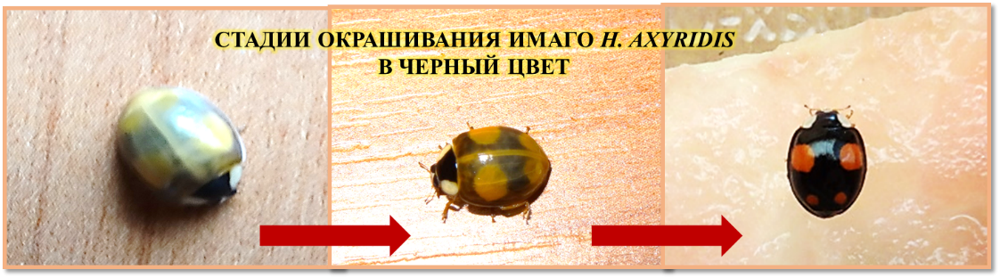 СТАДИИ ОКРАШИВАНИЯ ИМАГО H. AXYRIDIS
В ЧЕРНЫЙ ЦВЕТ